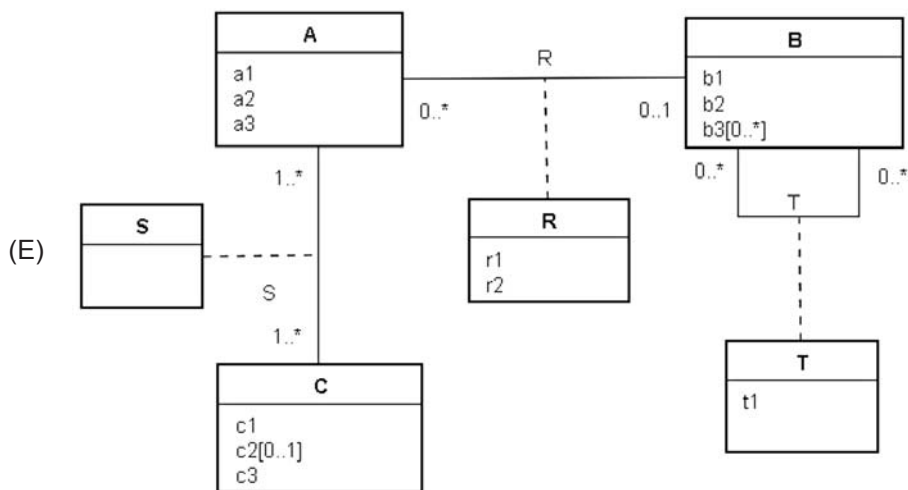 A
a1
a2
a3
R
0..*
0..1
B
b1
b2
b3[0..*]
0..*
0..*
T
1..*
S
(E)
S
R
r1
r2
1..*
C
c1
c2[0..1]
c3
T
t1